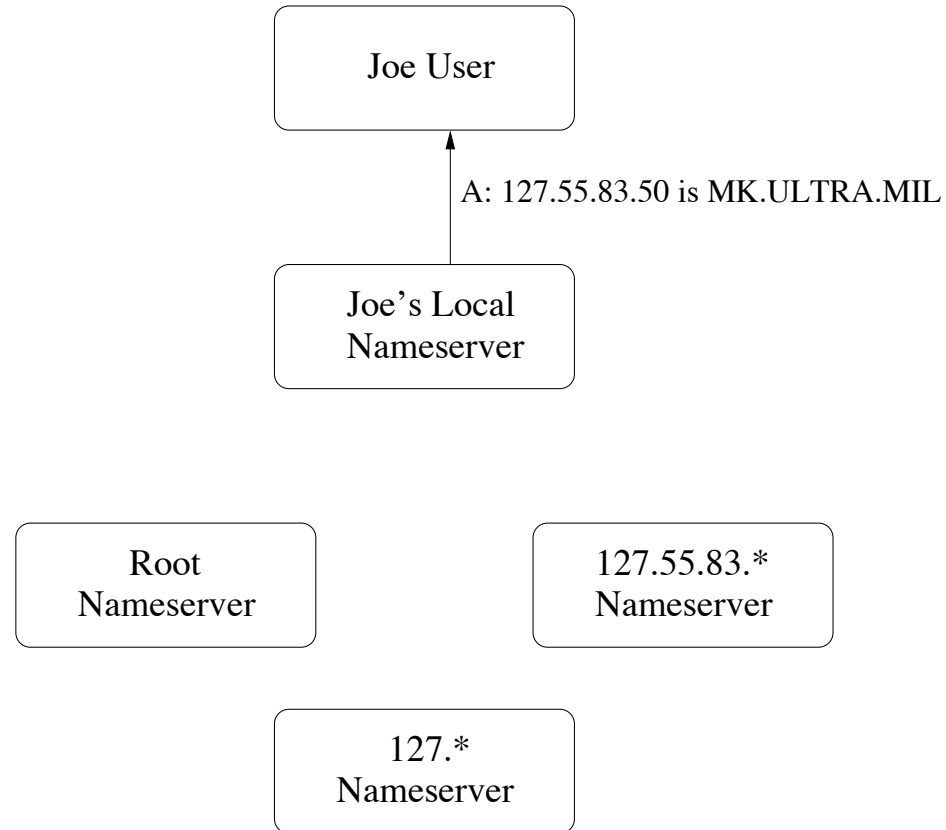 Joe User
A: 127.55.83.50 is MK.ULTRA.MIL
Joe's Local
Nameserver
Root
Nameserver
127.55.83.*
Nameserver
127.*
Nameserver